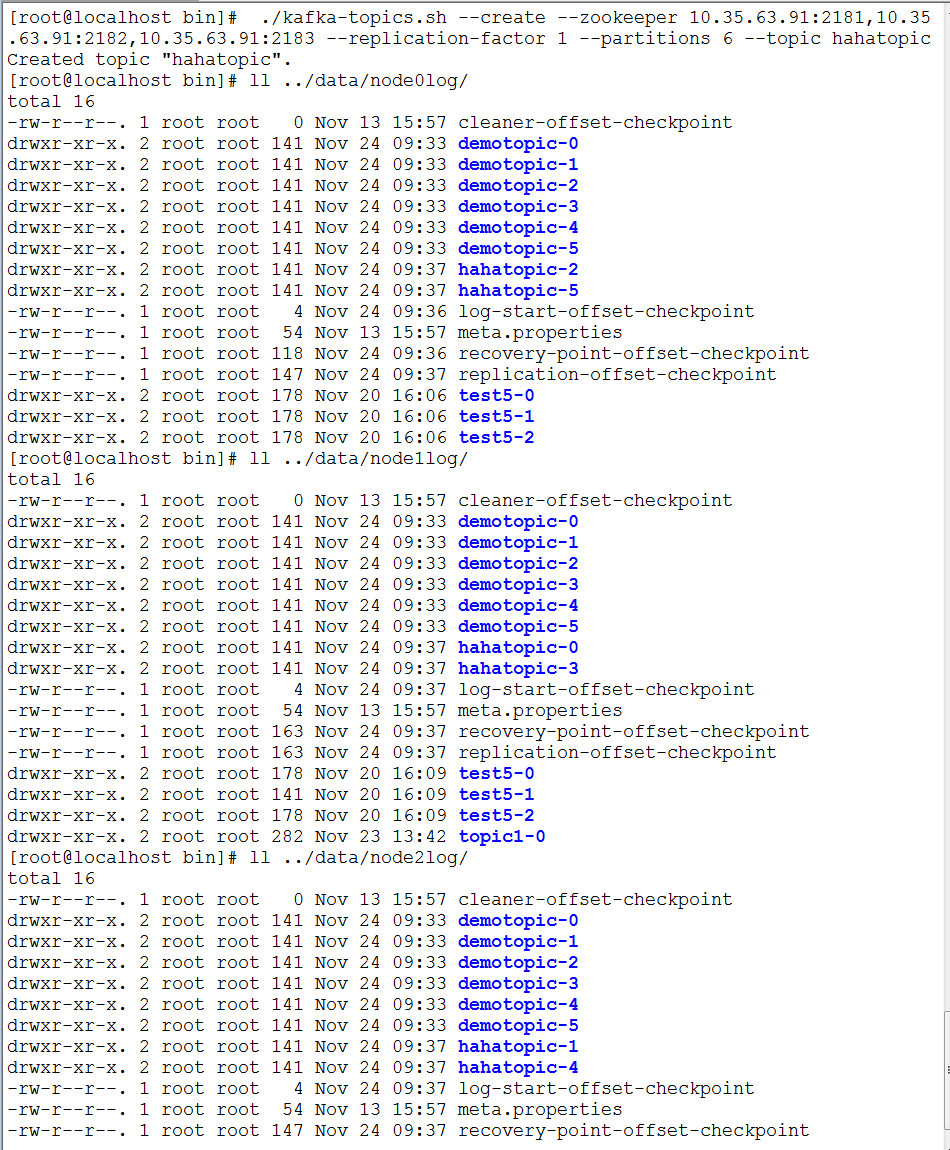 [root@localhost bin]#  ./kafka-topics.sh --create --zookeeper 10.35.63.91:2181,10.35
.63.91:2182,10.35.63.91:2183 --replication-factor 1 --partitions 6 --topic hahatopic
Created topic "hahatopic".
[root@localhost bin]# ll ../data/node0log/
total 16
-rw-r--r--. 1 root root   0 Nov 13 15:57 cleaner-offset-checkpoint
drwxr-xr-x. 2 root root 141 Nov 24 09:33 demotopic-0
drwxr-xr-x. 2 root root 141 Nov 24 09:33 demotopic-1
drwxr-xr-x. 2 root root 141 Nov 24 09:33 demotopic-2
drwxr-xr-x. 2 root root 141 Nov 24 09:33 demotopic-3
drwxr-xr-x. 2 root root 141 Nov 24 09:33 demotopic-4
drwxr-xr-x. 2 root root 141 Nov 24 09:33 demotopic-5
drwxr-xr-x. 2 root root 141 Nov 24 09:37 hahatopic-2
drwxr-xr-x. 2 root root 141 Nov 24 09:37 hahatopic-5
-rw-r--r--. 1 root root   4 Nov 24 09:36 log-start-offset-checkpoint
-rw-r--r--. 1 root root  54 Nov 13 15:57 meta.properties
-rw-r--r--. 1 root root 118 Nov 24 09:36 recovery-point-offset-checkpoint
-rw-r--r--. 1 root root 147 Nov 24 09:37 replication-offset-checkpoint
drwxr-xr-x. 2 root root 178 Nov 20 16:06 test5-0
drwxr-xr-x. 2 root root 178 Nov 20 16:06 test5-1
drwxr-xr-x. 2 root root 178 Nov 20 16:06 test5-2
[root@localhost bin]# ll ../data/node1log/
total 16
-rw-r--r--. 1 root root   0 Nov 13 15:57 cleaner-offset-checkpoint
drwxr-xr-x. 2 root root 141 Nov 24 09:33 demotopic-0
drwxr-xr-x. 2 root root 141 Nov 24 09:33 demotopic-1
drwxr-xr-x. 2 root root 141 Nov 24 09:33 demotopic-2
drwxr-xr-x. 2 root root 141 Nov 24 09:33 demotopic-3
drwxr-xr-x. 2 root root 141 Nov 24 09:33 demotopic-4
drwxr-xr-x. 2 root root 141 Nov 24 09:33 demotopic-5
drwxr-xr-x. 2 root root 141 Nov 24 09:37 hahatopic-0
drwxr-xr-x. 2 root root 141 Nov 24 09:37 hahatopic-3
-rw-r--r--. 1 root root   4 Nov 24 09:37 log-start-offset-checkpoint
-rw-r--r--. 1 root root  54 Nov 13 15:57 meta.properties
-rw-r--r--. 1 root root 163 Nov 24 09:37 recovery-point-offset-checkpoint
-rw-r--r--. 1 root root 163 Nov 24 09:37 replication-offset-checkpoint
drwxr-xr-x. 2 root root 178 Nov 20 16:09 test5-0
drwxr-xr-x. 2 root root 141 Nov 20 16:09 test5-1
drwxr-xr-x. 2 root root 178 Nov 20 16:09 test5-2
drwxr-xr-x. 2 root root 282 Nov 23 13:42 topic1-0
[root@localhost bin]# ll ../data/node2log/
total 16
-rw-r--r--. 1 root root   0 Nov 13 15:57 cleaner-offset-checkpoint
drwxr-xr-x. 2 root root 141 Nov 24 09:33 demotopic-0
drwxr-xr-x. 2 root root 141 Nov 24 09:33 demotopic-1
drwxr-xr-x. 2 root root 141 Nov 24 09:33 demotopic-2
drwxr-xr-x. 2 root root 141 Nov 24 09:33 demotopic-3
drwxr-xr-x. 2 root root 141 Nov 24 09:33 demotopic-4
drwxr-xr-x. 2 root root 141 Nov 24 09:33 demotopic-5
drwxr-xr-x. 2 root root 141 Nov 24 09:37 hahatopic-1
drwxr-xr-x. 2 root root 141 Nov 24 09:37 hahatopic-4
-rw-r--r--. 1 root root   4 Nov 24 09:37 log-start-offset-checkpoint
-rw-r--r--. 1 root root  54 Nov 13 15:57 meta.properties
-rw-r--r--. 1 root root 147 Nov 24 09:37 recovery-point-offset-checkpoint